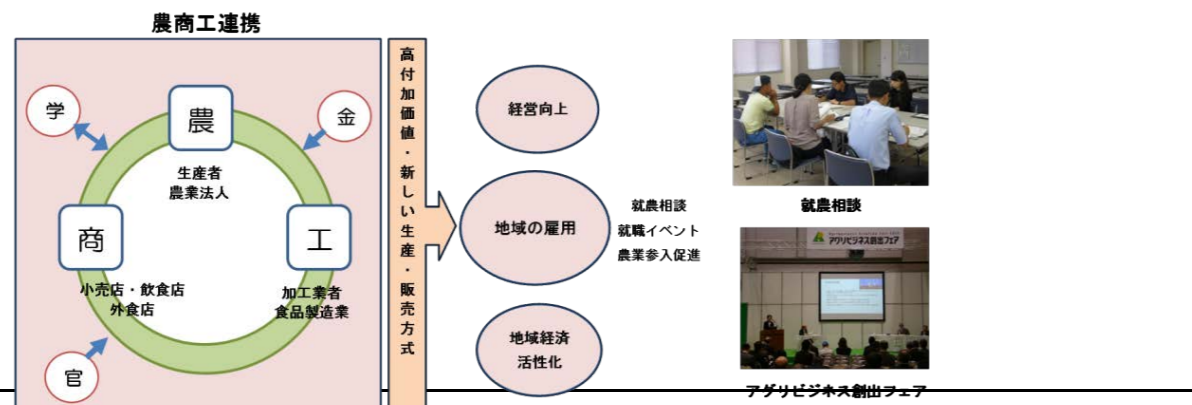 農商工連携
学
農
金
生産者
農業法人
商
工
小売店・飲食店
外食店
加工業者
食品製造業
官
高付加価値・新しい生産・販売方式
経営向上
地域の雇用
就農相談
就職イベント
農業参入促進
地域経済
活性化
就農相談
アグリビジネス創出フェア
アグリビジネス創出フェア